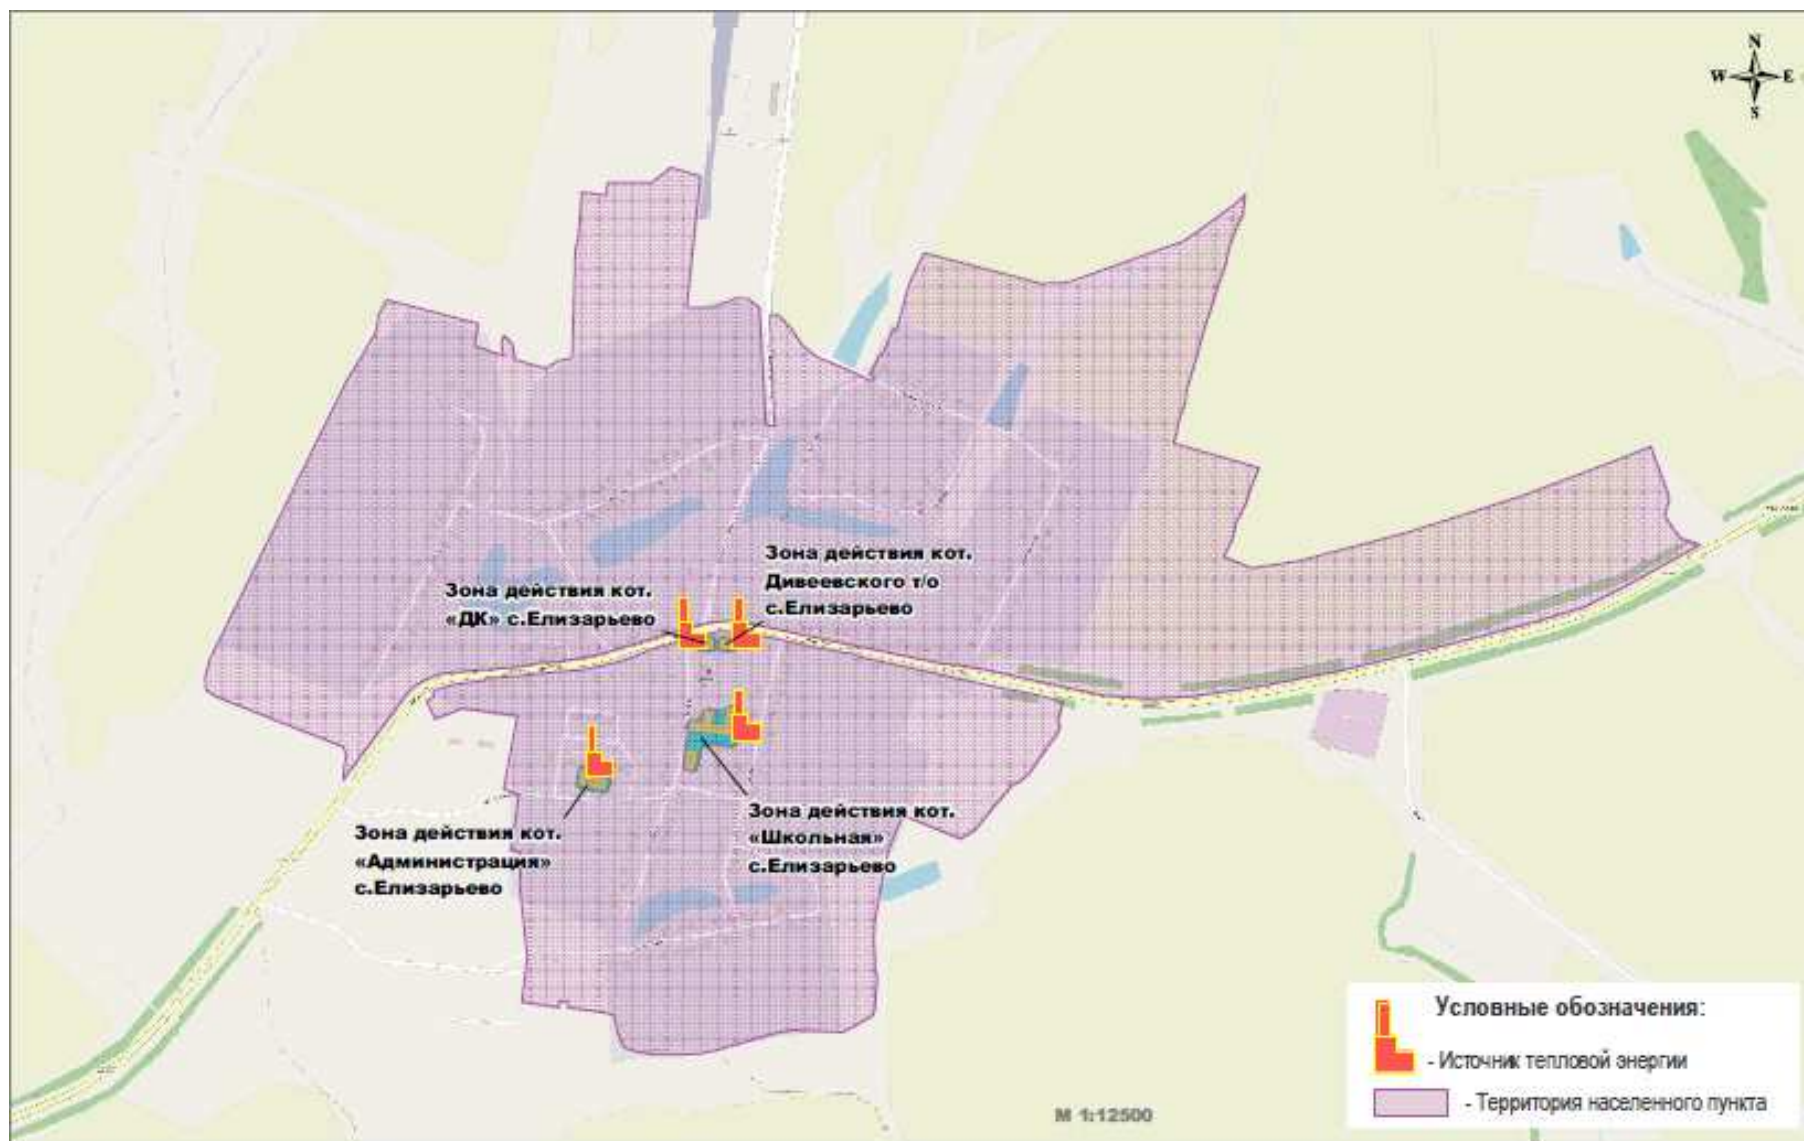 N
W E
S
Зона действия кот.
Дивеевского т/о
с.Елизарьево
Зона действия кот.
«ДК» с.Елизарьево
Зона действия кот.
«Школьная»
с.Елизарьево
Зона действия кот.
«Администрация»
с.Елизарьево
Условные обозначения:
- Источник тепловой энергии
- Территория населенного пункта
М 1:12500